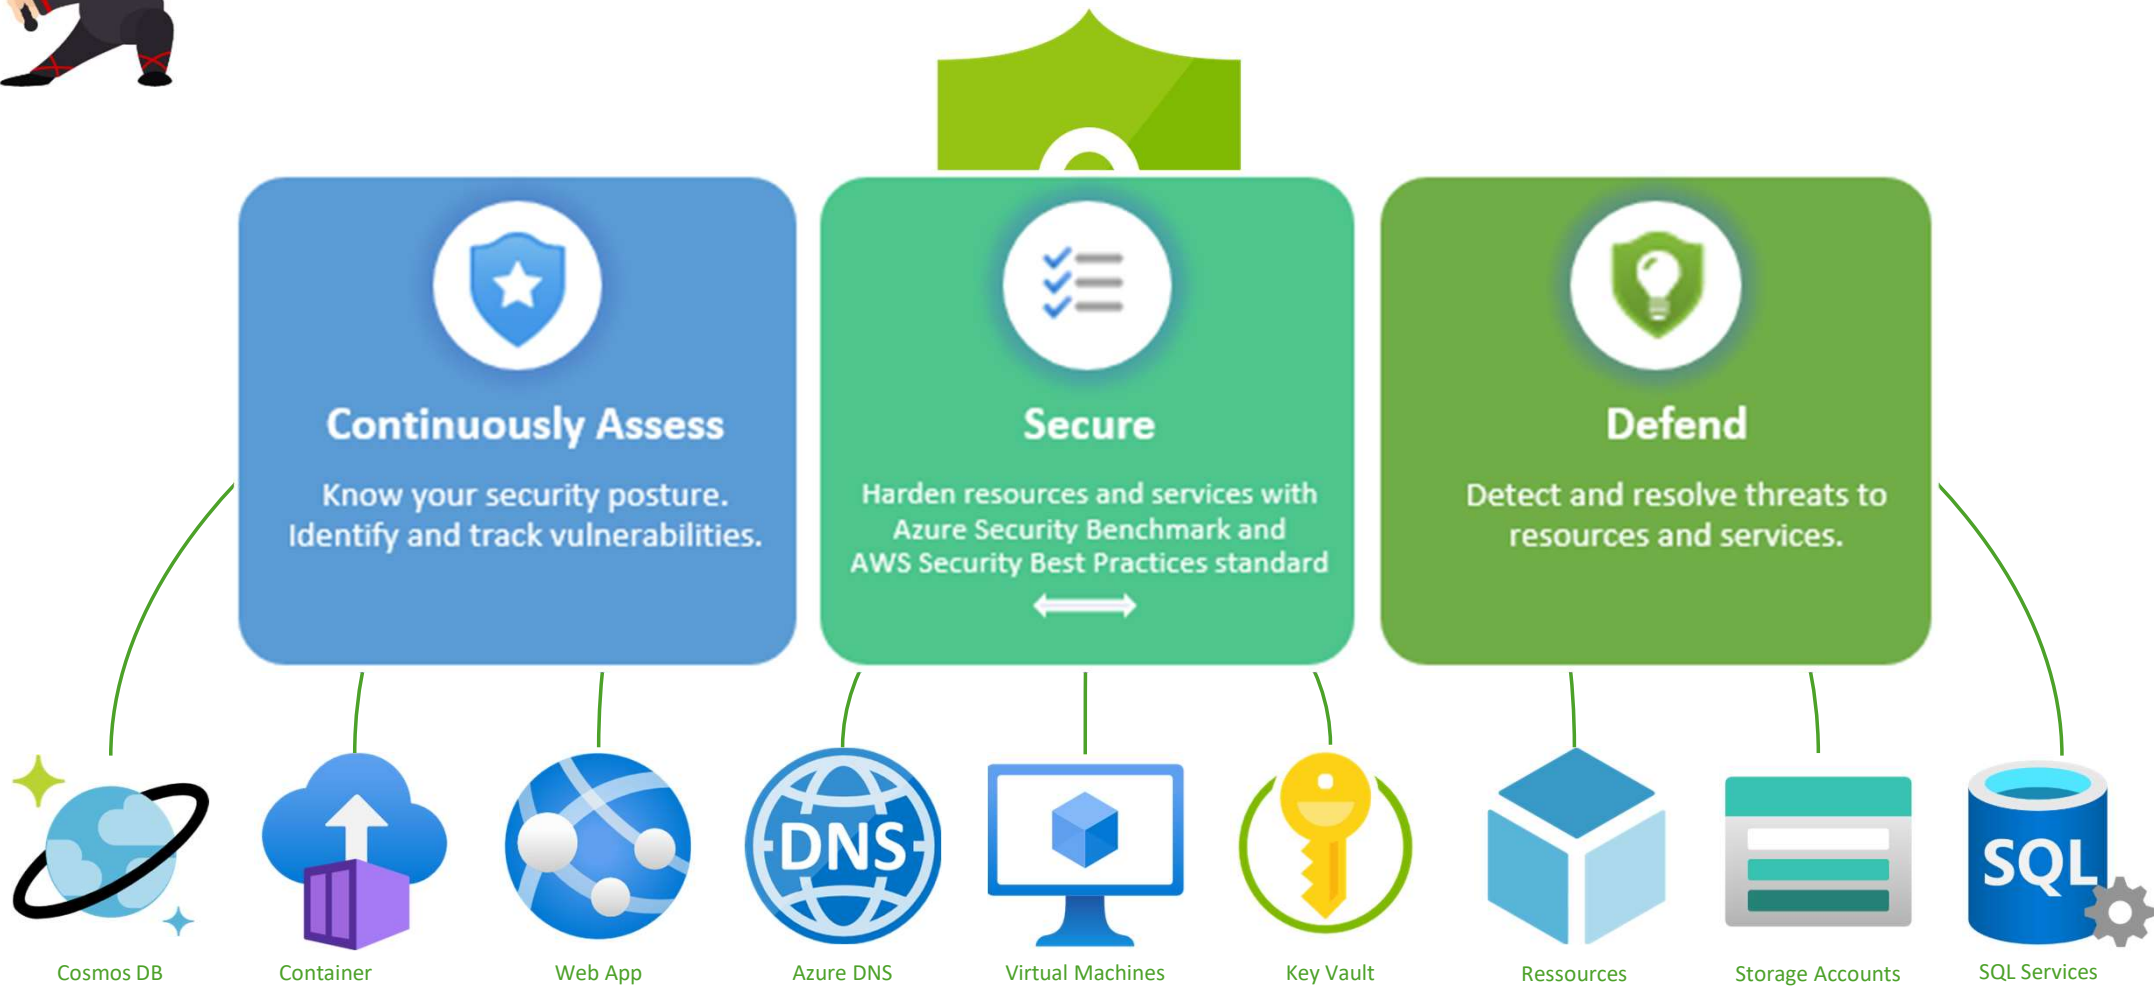 Continuously Assess
Know your security posture.
Identify and track vulnerabilities.
Secure
Harden resources and services with
Azure Security Benchmark and
AWS Security Best Practices standard
Defend
Detect and resolve threats to
resources and services.
DNS
SQL
Cosmos DB
Container
Web App
Azure DNS
Virtual Machines
Key Vault
Ressources
Storage Accounts
SQL Services